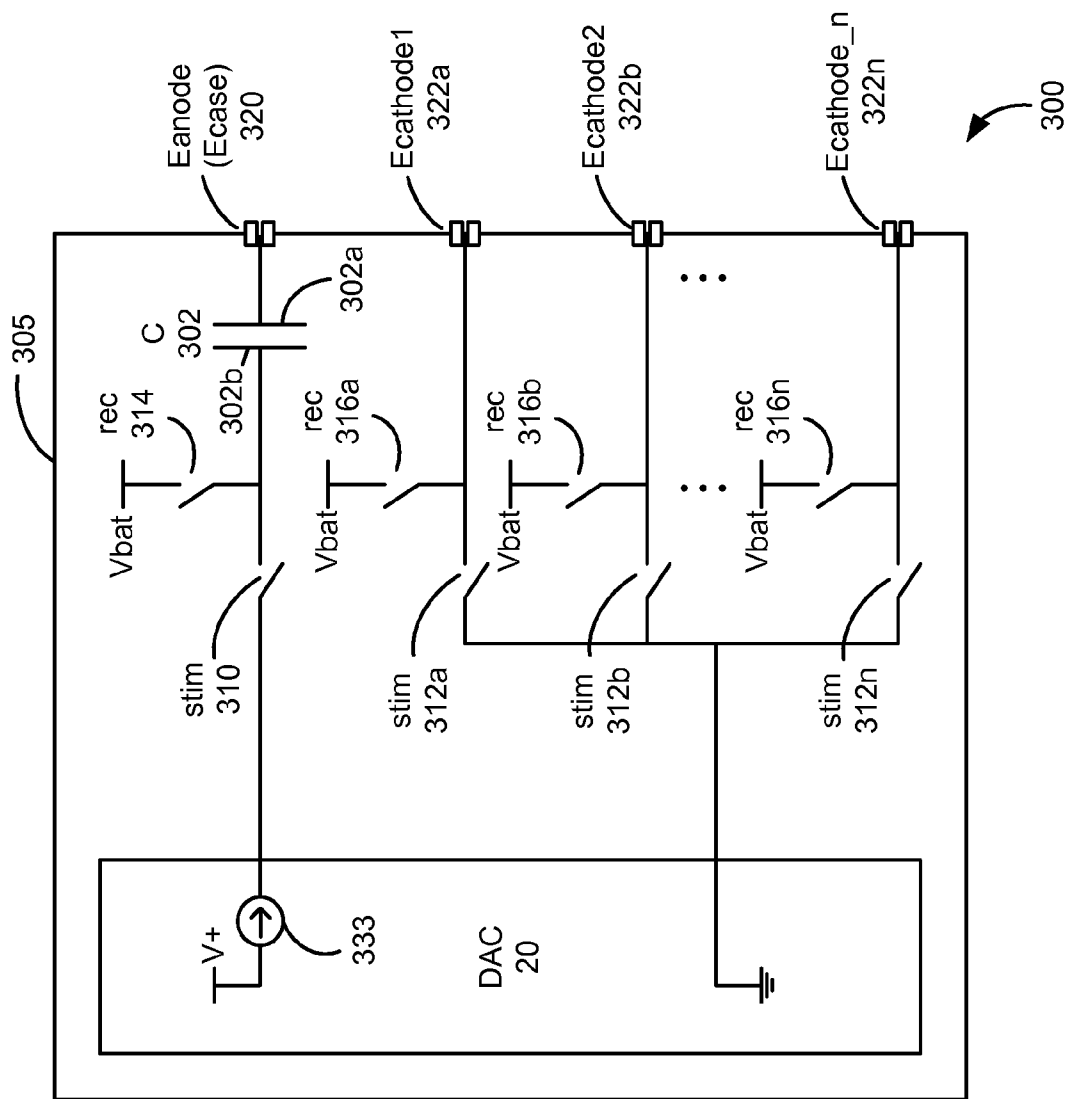 305
Vbat
rec
314
C
302
302b
302a
Eanode
(Ecase)
320
stim
310
Vbat
rec
316a
Ecathode1
322a
stim
312a
Vbat
rec
316b
Ecathode2
322b
stim
312b
...
...
Vbat
rec
316n
Ecathode_n
322n
stim
312n
V+
333
DAC
20
300